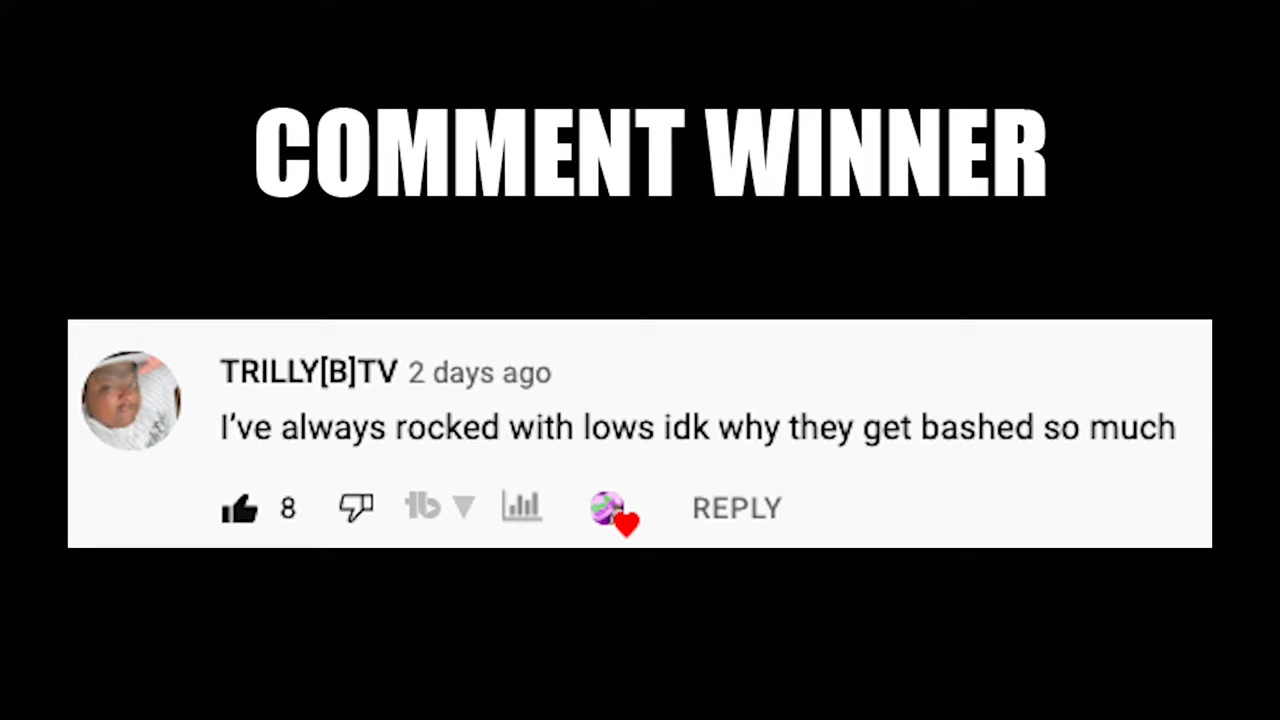 COMMENT WINNER
TRILLY[B]TV 2 days ago
I've always rocked with lows idk why they get bashed so much
8 REPLY